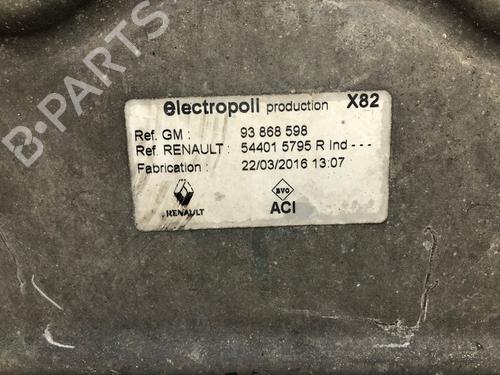 B-PARTS
electropoli production X82
Ref. GM : 93 868 598
Ref. RENAULT : 54401 5795 R Ind - - -
Fabrication : 22/03/2016 13:07
RENAULT
BVO
ACI